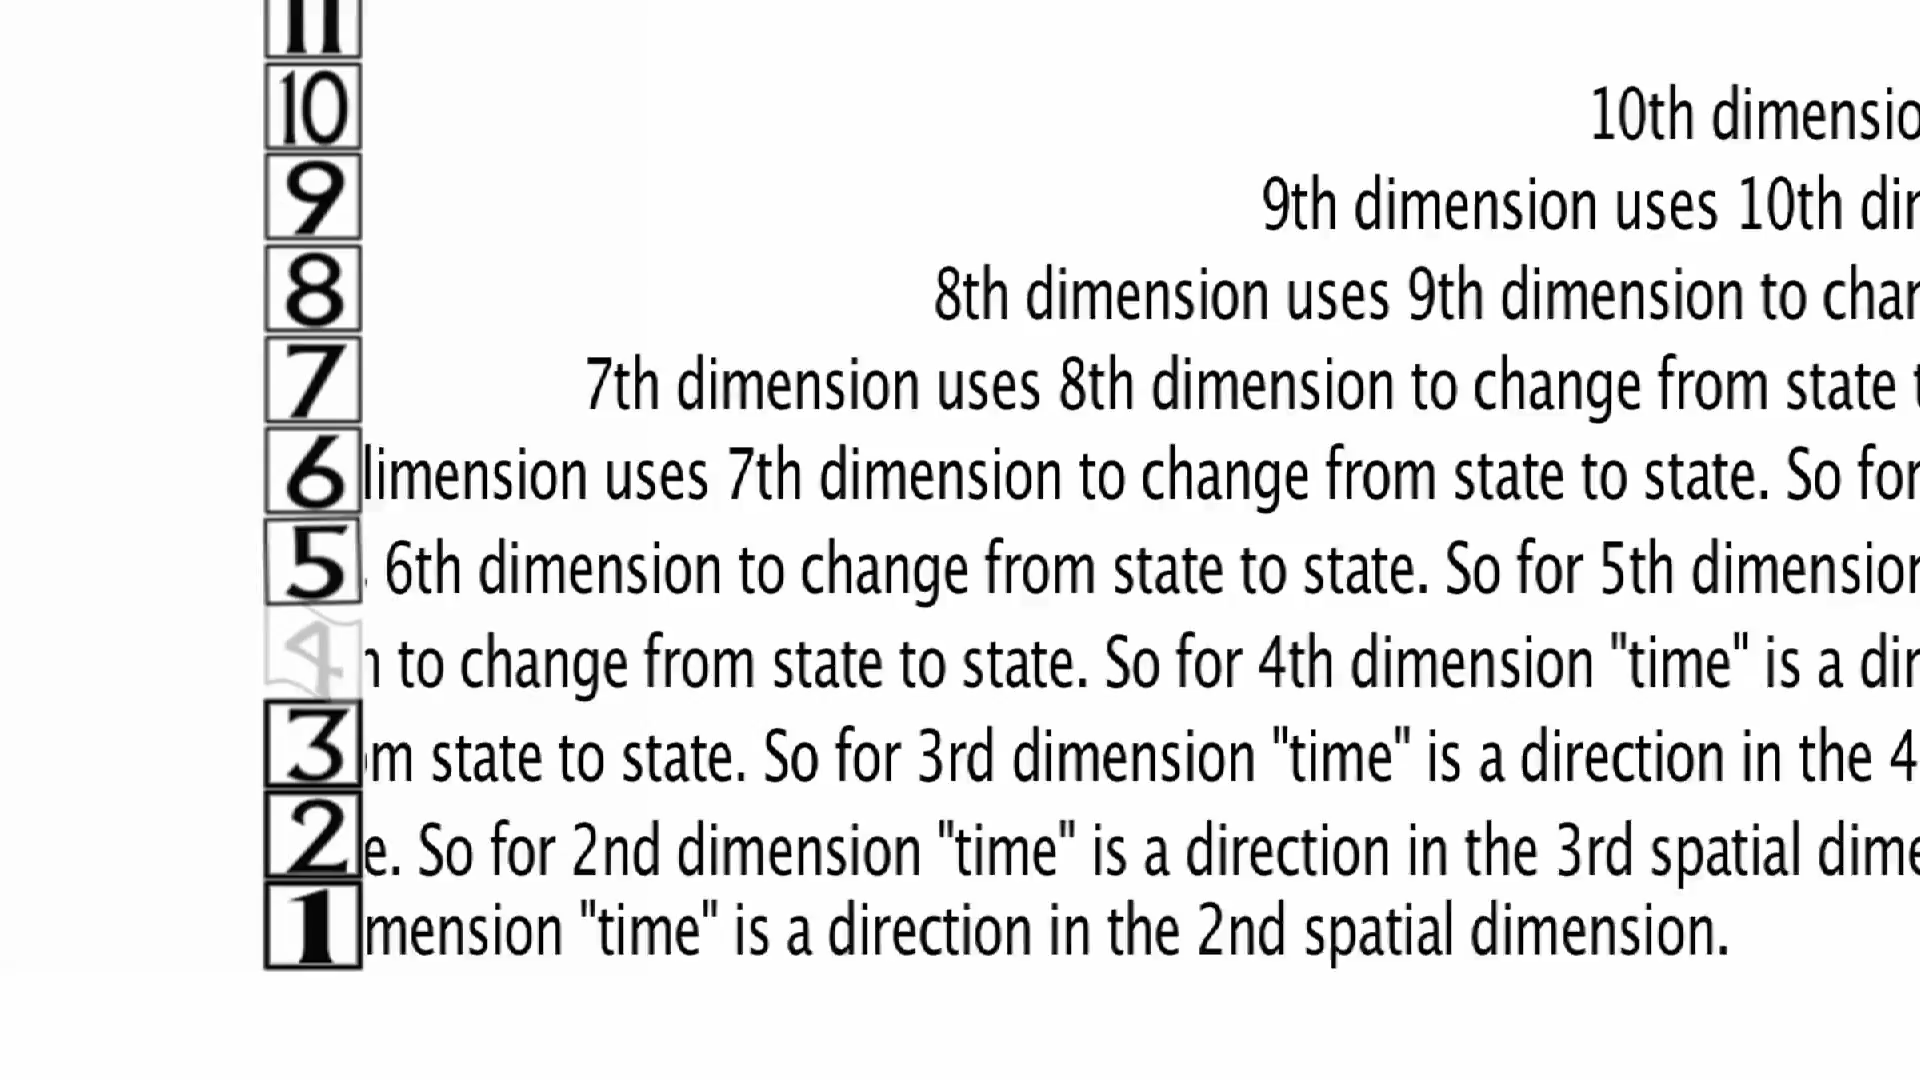 11
10 10th dimensio
9 9th dimension uses 10th dir
8 8th dimension uses 9th dimension to char
7 7th dimension uses 8th dimension to change from state t
6 limension uses 7th dimension to change from state to state. So for
5 . 6th dimension to change from state to state. So for 5th dimension
4 n to change from state to state. So for 4th dimension "time" is a dir
3 om state to state. So for 3rd dimension "time" is a direction in the 4
2 e. So for 2nd dimension "time" is a direction in the 3rd spatial dime
1 mension "time" is a direction in the 2nd spatial dimension.